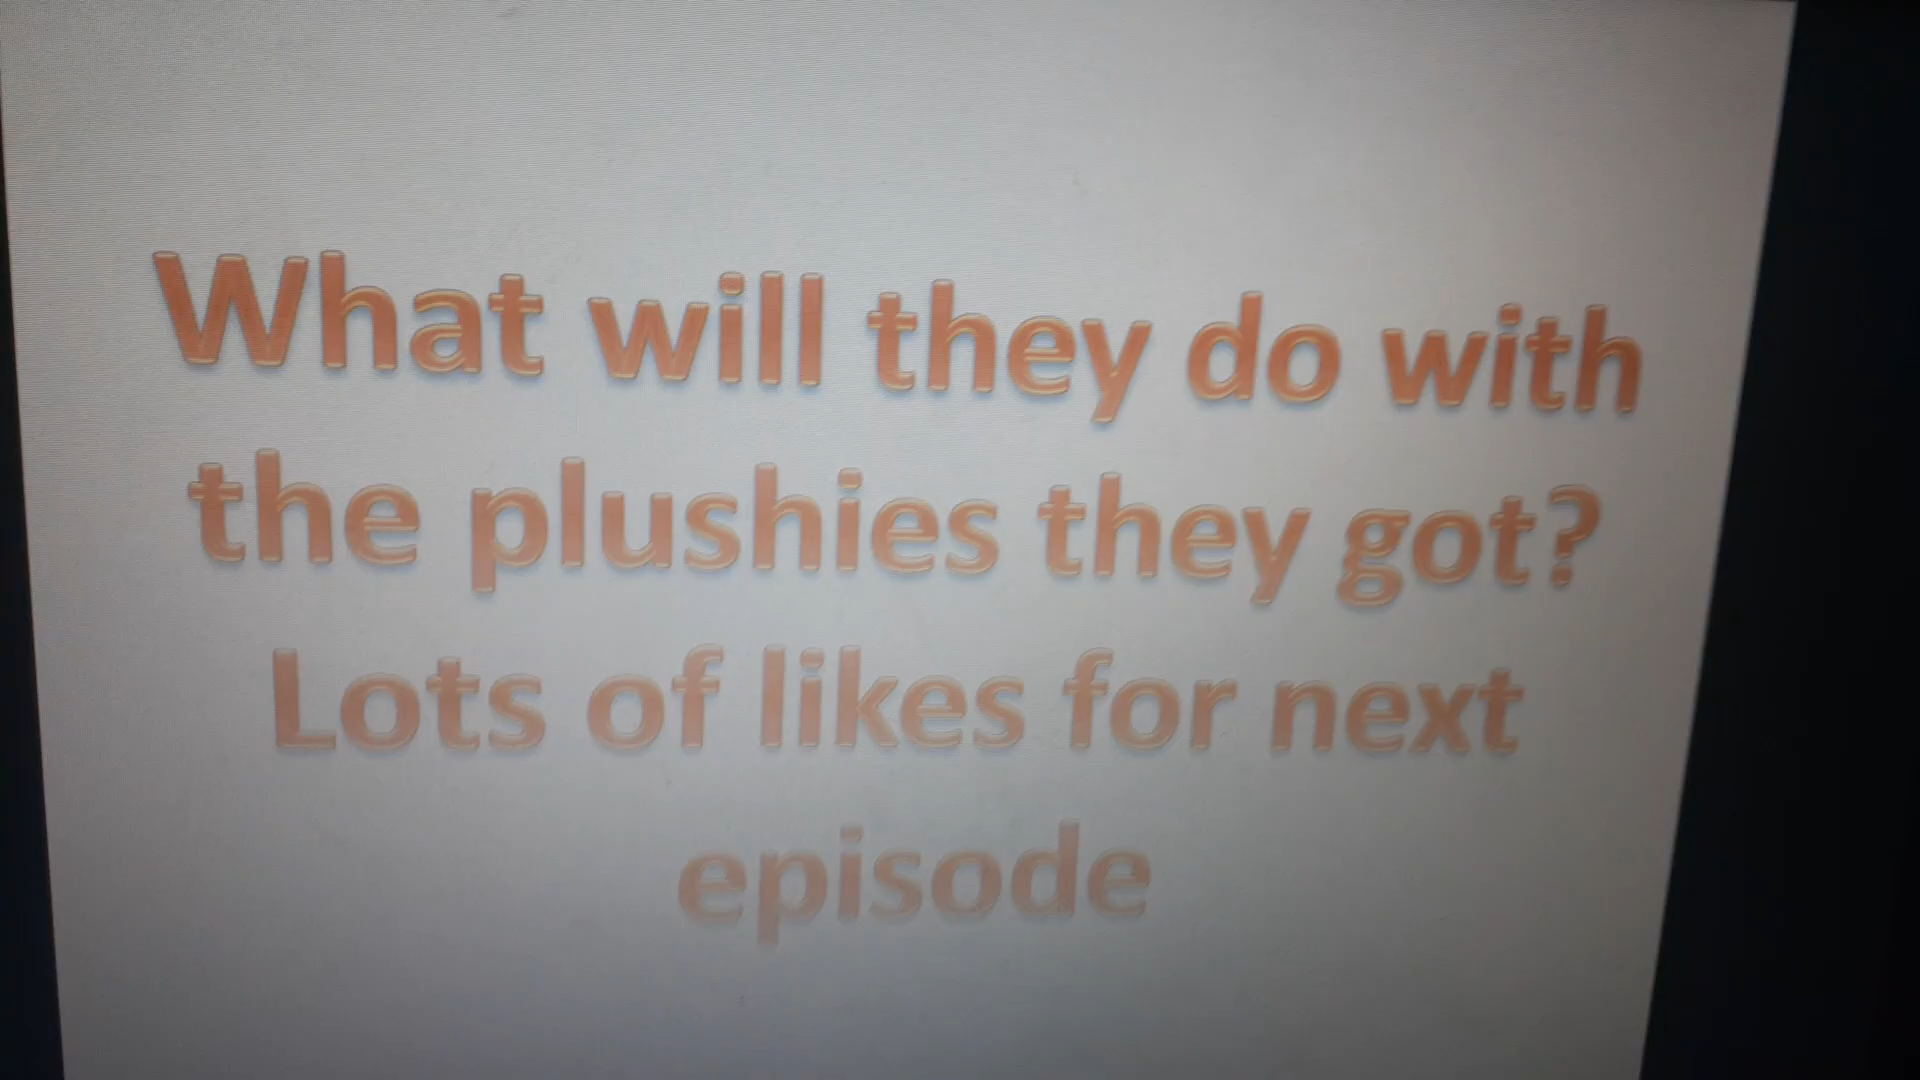 What will they do with
the plushies they got?
Lots of likes for next
episode